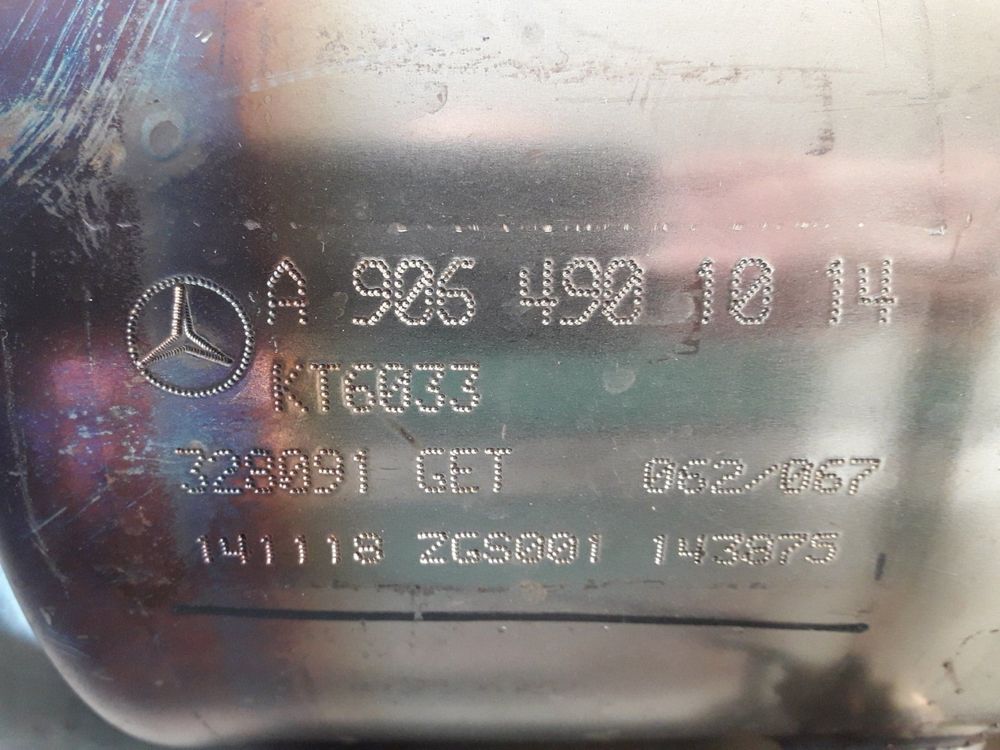 A 906 490 10 14
KT6033
328091 GET 062/067
141118 ZGS001 143875